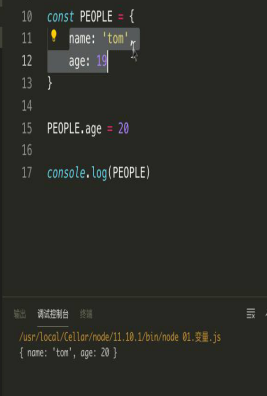 10 const PEOPLE = {
11 name: 'tom',
12 age: 19
13 }
14
15 PEOPLE.age = 20
16
17 console.log(PEOPLE)
输出 调试控制台 终端
/usr/local/Cellar/node/11.10.1/bin/node 01.变量.js
{ name: 'tom', age: 20 }